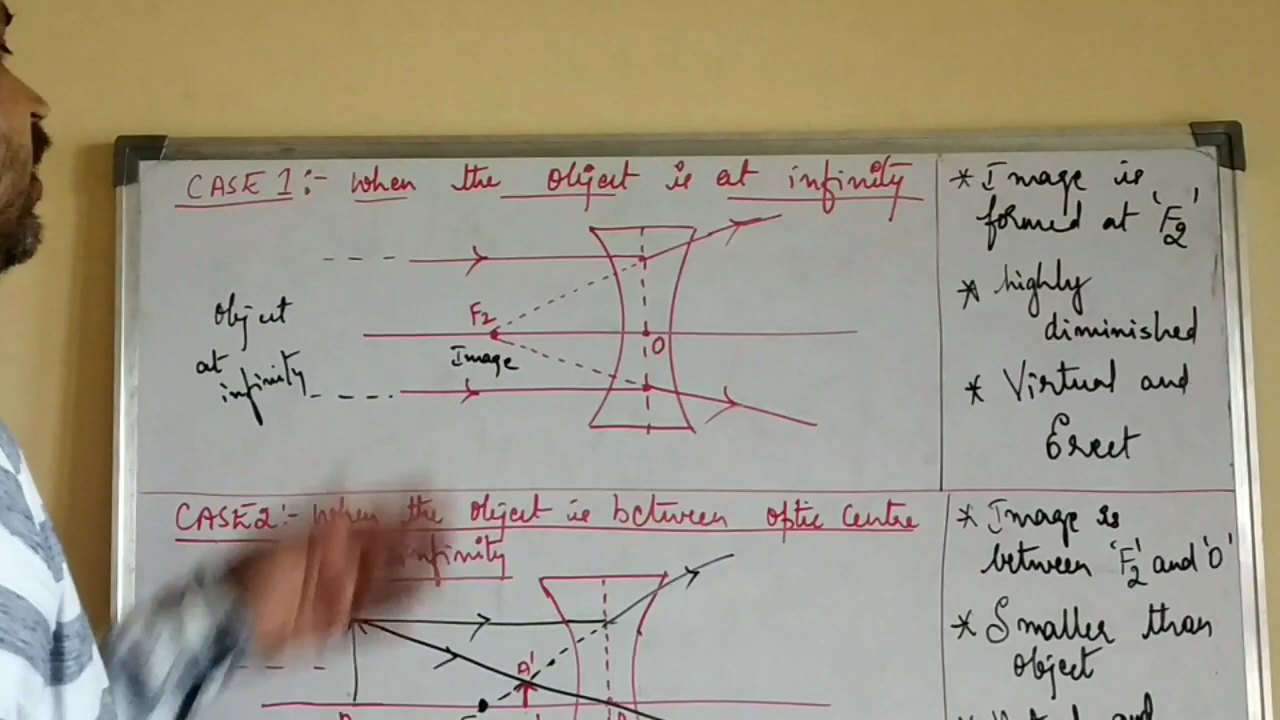 CASE 1:- When the object is at infinity
object
at
infinity
F2
Image
O
* Image is
formed at 'F2'
* highly
diminished
* Virtual and
Erect
CASE 2:- When the object is between optic centre
infinity
A'
* Image is
between 'F2' and 'O'
* Smaller than
object